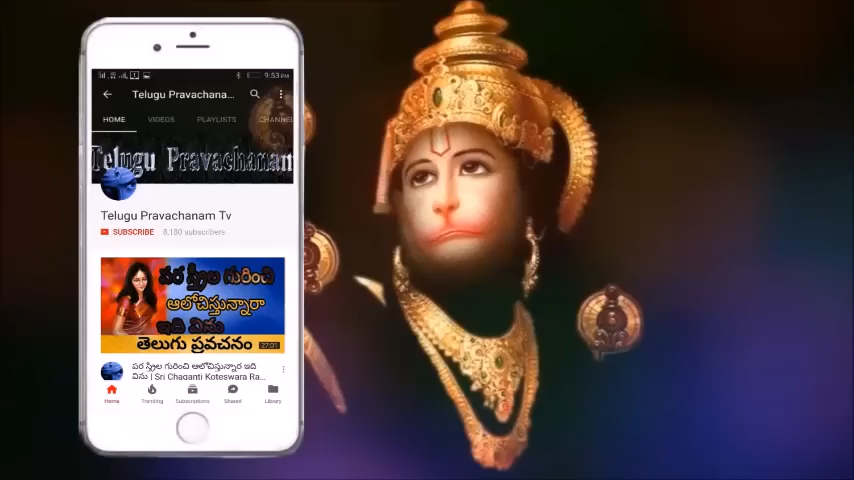 9:53 PM
Telugu Pravachana...
HOME VIDEOS PLAYLISTS CHANNEL
Telugu Pravachanam
Telugu Pravachanam Tv
SUBSCRIBE 8,180 subscribers
పర స్త్రీల గురించి
ఆలోచిస్తున్నారా
ఇది విను
తెలుగు ప్రవచనం 27:01
పర స్త్రీల గురించి ఆలోచిస్తున్నార ఇది
విను | Sri Chaganti Koteswara Ra...
Home Trending Subscriptions Shared Library